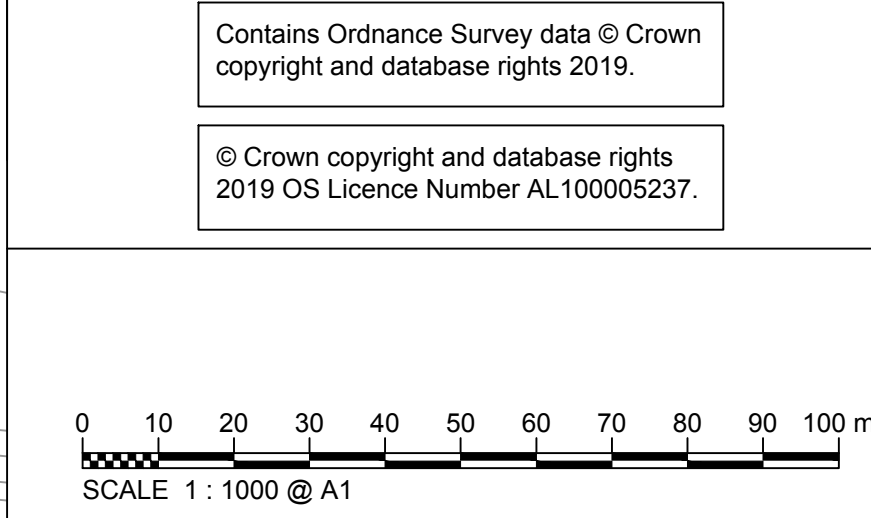 Contains Ordnance Survey data © Crown
copyright and database rights 2019.
© Crown copyright and database rights
2019 OS Licence Number AL100005237.
0 10 20 30 40 50 60 70 80 90 100 m
SCALE 1 : 1000 @ A1